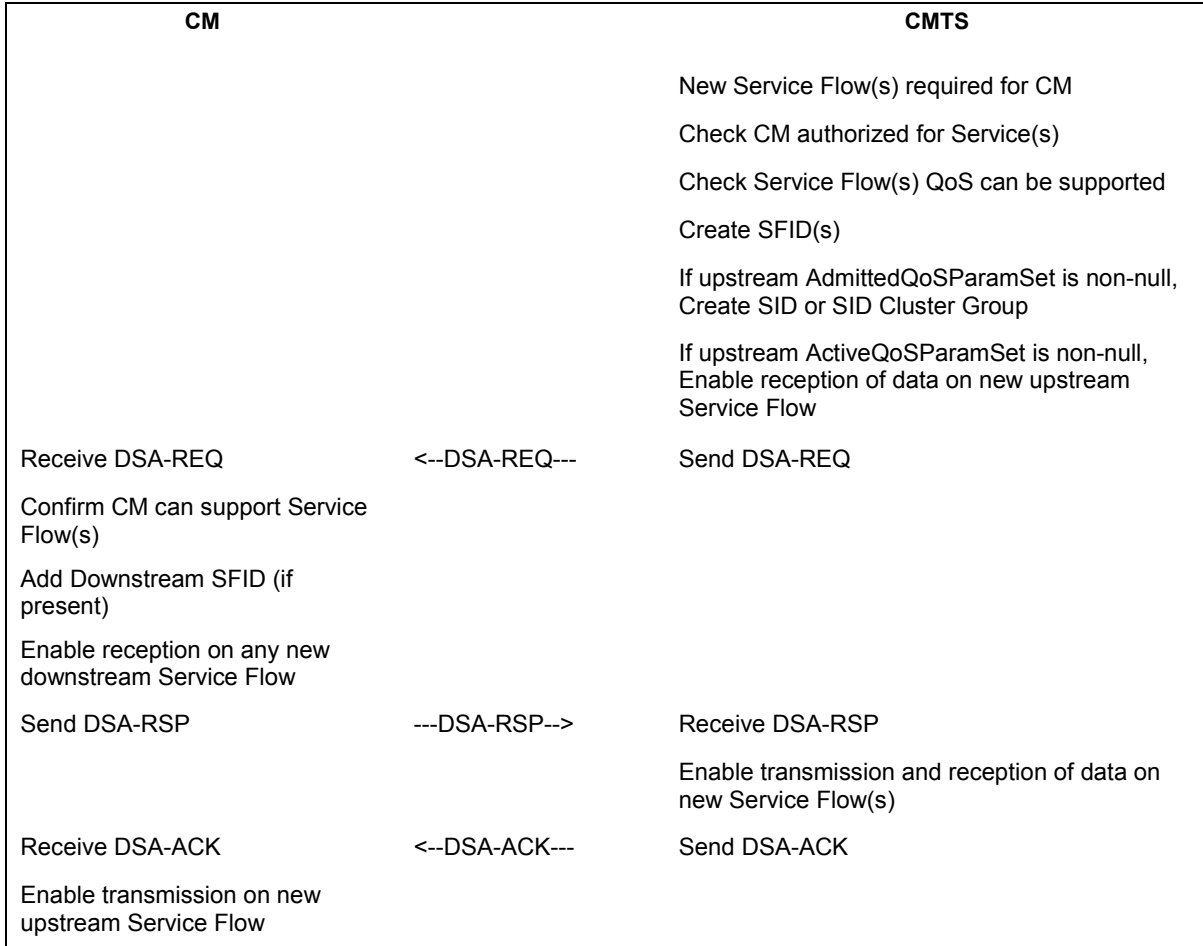 CM CMTS
New Service Flow(s) required for CM
Check CM authorized for Service(s)
Check Service Flow(s) QoS can be supported
Create SFID(s)
If upstream AdmittedQoSParamSet is non-null,
Create SID or SID Cluster Group
If upstream ActiveQoSParamSet is non-null,
Enable reception of data on new upstream
Service Flow
Receive DSA-REQ <--DSA-REQ--- Send DSA-REQ
Confirm CM can support Service
Flow(s)
Add Downstream SFID (if
present)
Enable reception on any new
downstream Service Flow
Send DSA-RSP ---DSA-RSP--> Receive DSA-RSP
Enable transmission and reception of data on
new Service Flow(s)
Receive DSA-ACK <--DSA-ACK--- Send DSA-ACK
Enable transmission on new
upstream Service Flow